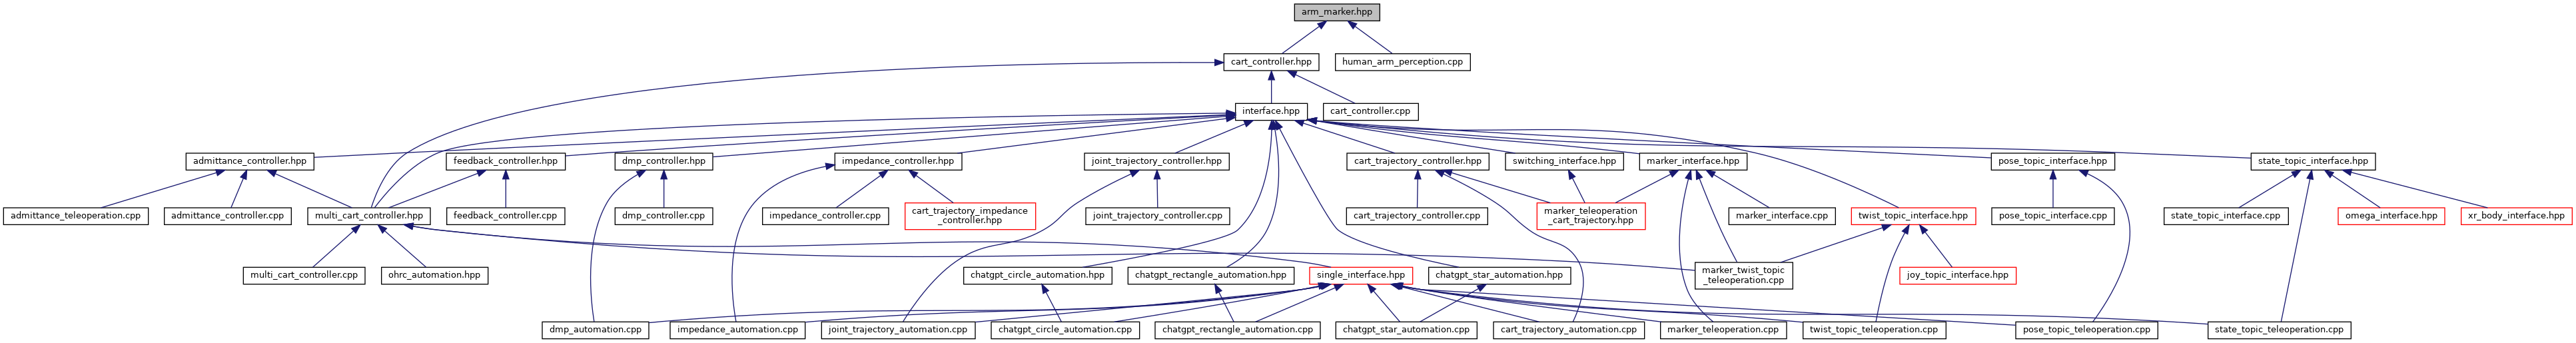 arm_marker.hpp
cart_controller.hpp
human_arm_perception.cpp
interface.hpp
cart_controller.cpp
admittance_controller.hpp
feedback_controller.hpp
dmp_controller.hpp
impedance_controller.hpp
joint_trajectory_controller.hpp
cart_trajectory_controller.hpp
switching_interface.hpp
marker_interface.hpp
pose_topic_interface.hpp
state_topic_interface.hpp
admittance_teleoperation.cpp
admittance_controller.cpp
multi_cart_controller.hpp
feedback_controller.cpp
dmp_controller.cpp
impedance_controller.cpp
cart_trajectory_impedance
_controller.hpp
joint_trajectory_controller.cpp
cart_trajectory_controller.cpp
marker_teleoperation
_cart_trajectory.hpp
marker_interface.cpp
twist_topic_interface.hpp
pose_topic_interface.cpp
state_topic_interface.cpp
omega_interface.hpp
xr_body_interface.hpp
multi_cart_controller.cpp
ohrc_automation.hpp
chatgpt_circle_automation.hpp
chatgpt_rectangle_automation.hpp
single_interface.hpp
chatgpt_star_automation.hpp
marker_twist_topic
_teleoperation.cpp
joy_topic_interface.hpp
dmp_automation.cpp
impedance_automation.cpp
joint_trajectory_automation.cpp
chatgpt_circle_automation.cpp
chatgpt_rectangle_automation.cpp
chatgpt_star_automation.cpp
cart_trajectory_automation.cpp
marker_teleoperation.cpp
twist_topic_teleoperation.cpp
pose_topic_teleoperation.cpp
state_topic_teleoperation.cpp